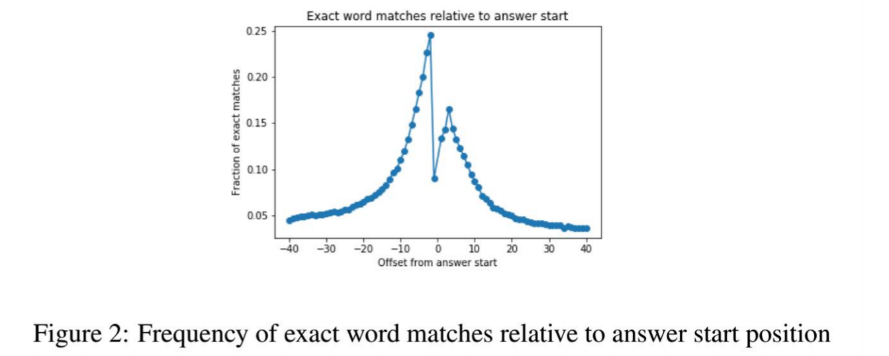 Exact word matches relative to answer start
0.25
0.20
0.15
0.10
0.05
Fraction of exact matches
−40 −30 −20 −10 0 10 20 30 40
Offset from answer start
Figure 2: Frequency of exact word matches relative to answer start position